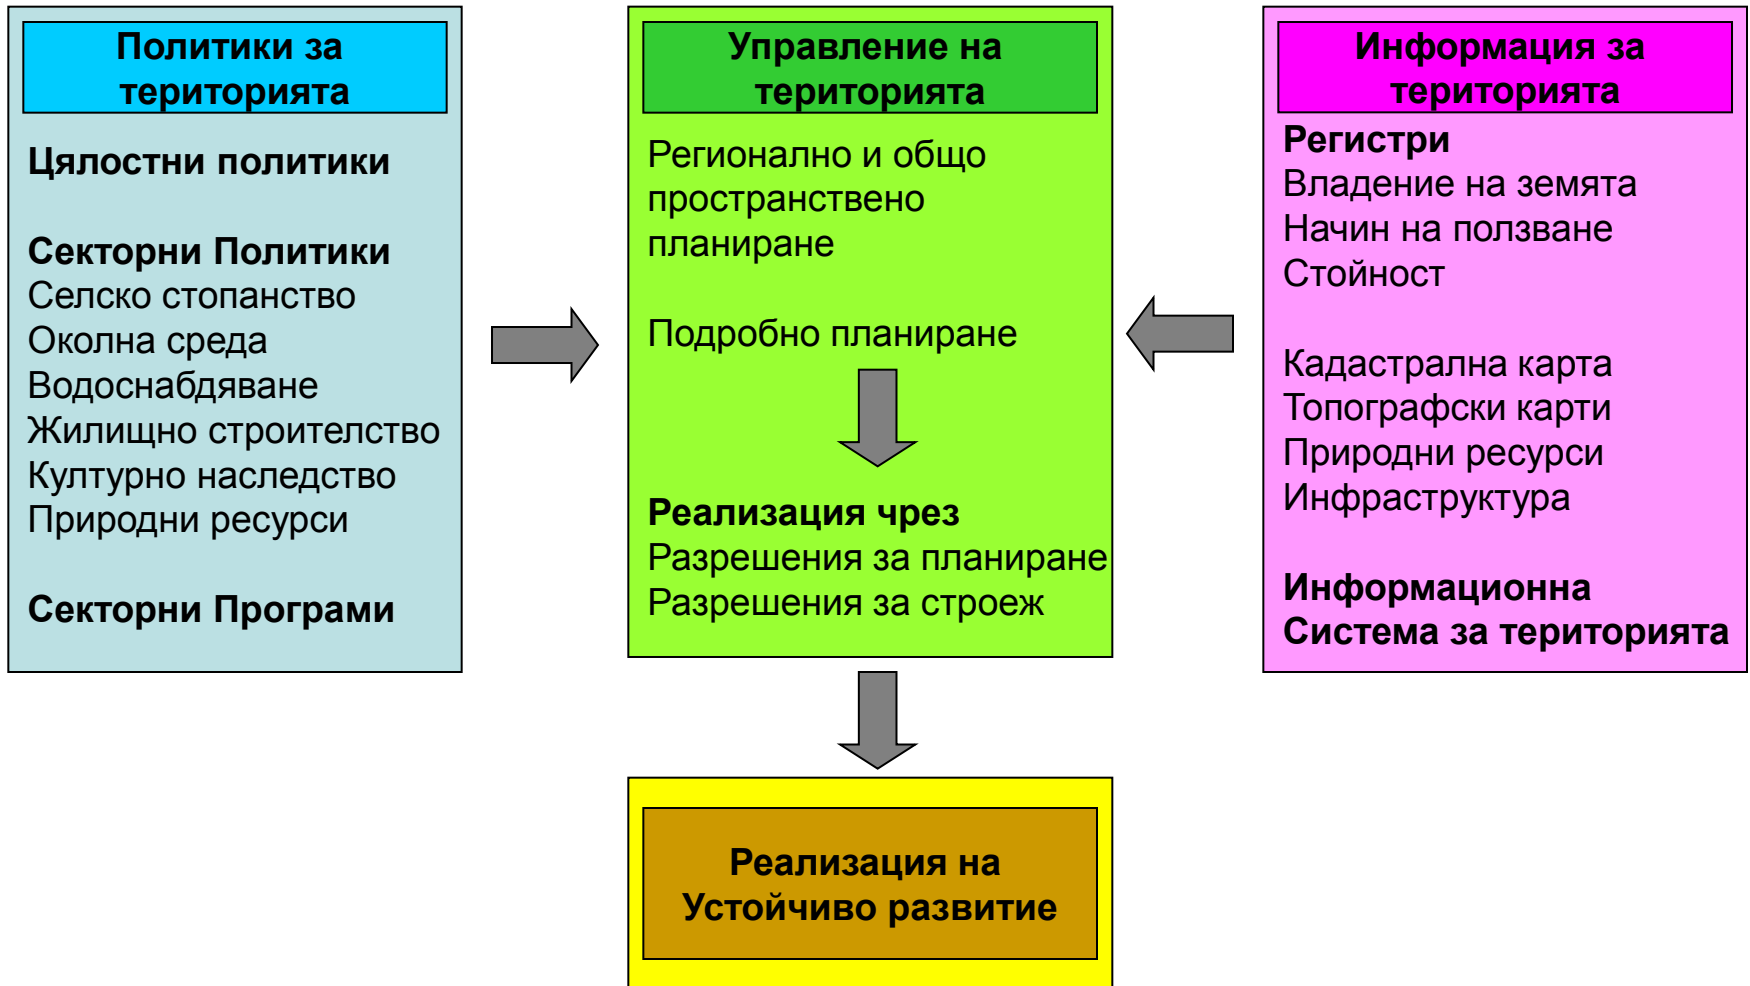 Политики за
територията
Цялостни политики
Секторни Политики
Селско стопанство
Околна среда
Водоснабдяване
Жилищно строителство
Културно наследство
Природни ресурси
Секторни Програми
Управление на
територията
Регионално и общо
пространствено
планиране
Подробно планиране
Реализация чрез
Разрешения за планиране
Разрешения за строеж
Информация за
територията
Регистри
Владение на земята
Начин на ползване
Стойност
Кадастрална карта
Топографски карти
Природни ресурси
Инфраструктура
Информационна
Система за територията
Реализация на
Устойчиво развитие